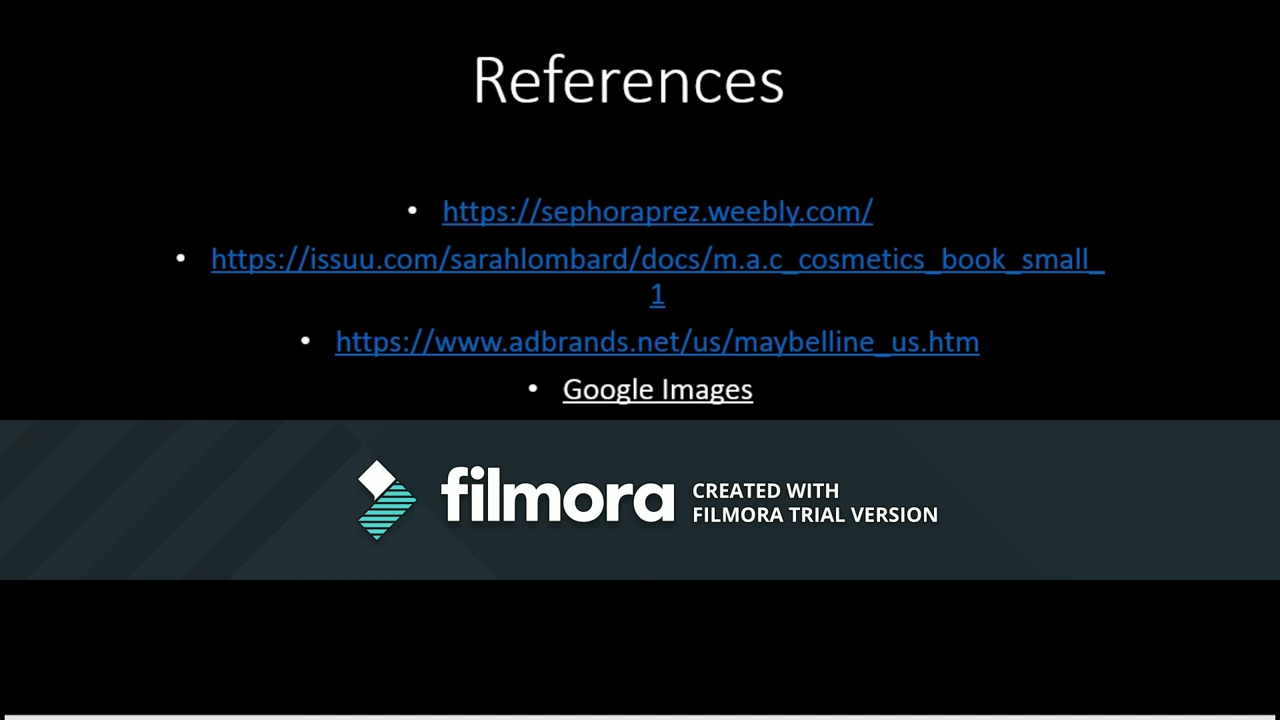 References
• https://sephoraprez.weebly.com/
• https://issuu.com/sarahlombard/docs/m.a.c_cosmetics_book_small_
1
• https://www.adbrands.net/us/maybelline_us.htm
• Google Images
filmora CREATED WITH
FILMORA TRIAL VERSION